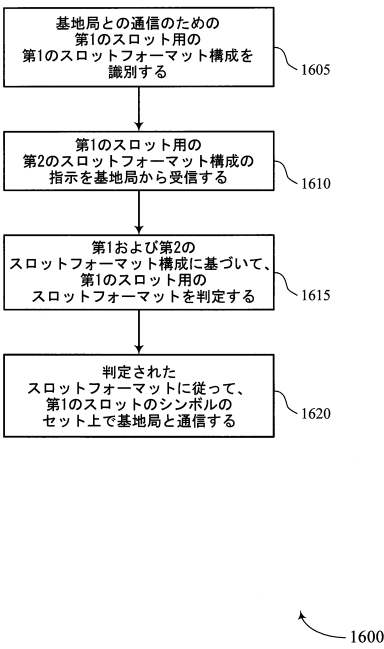 基地局との通信のための
第1のスロット用の
第1のスロットフォーマット構成を
識別する
1605
第1のスロット用の
第2のスロットフォーマット構成の
指示を基地局から受信する
1610
第1および第2の
スロットフォーマット構成に基づいて、
第1のスロット用の
スロットフォーマットを判定する
1615
判定された
スロットフォーマットに従って、
第1のスロットのシンボルの
セット上で基地局と通信する
1620
1600